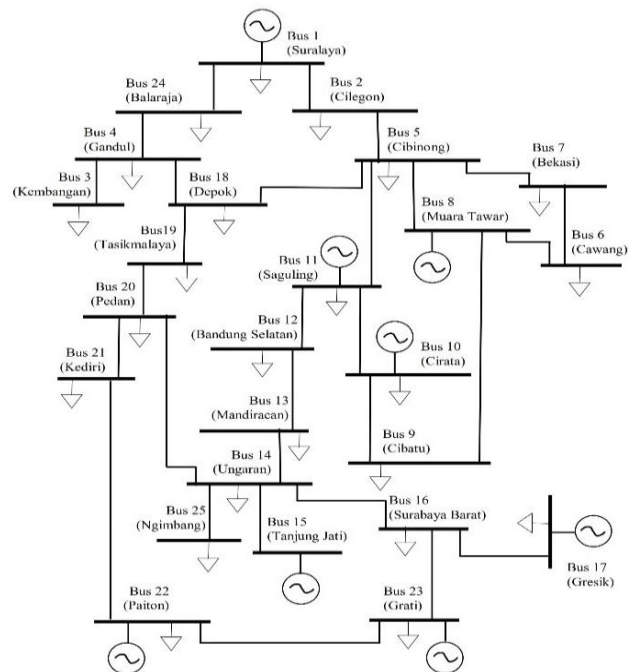 Bus 1
(Suralaya)
Bus 24
(Balaraja)
Bus 2
(Cilegon)
Bus 4
(Gandul)
Bus 5
(Cibinong)
Bus 7
(Bekasi)
Bus 3
(Kembangan)
Bus 18
(Depok)
Bus 8
(Muara Tawar)
Bus 6
(Cawang)
Bus19
(Tasikmalaya)
Bus 11
(Saguling)
Bus 20
(Pedan)
Bus 12
(Bandung Selatan)
Bus 10
(Cirata)
Bus 21
(Kediri)
Bus 13
(Mandiracan)
Bus 9
(Cibatu)
Bus 14
(Ungaran)
Bus 25
(Ngimbang)
Bus 15
(Tanjung Jati)
Bus 16
(Surabaya Barat)
Bus 17
(Gresik)
Bus 22
(Paiton)
Bus 23
(Grati)